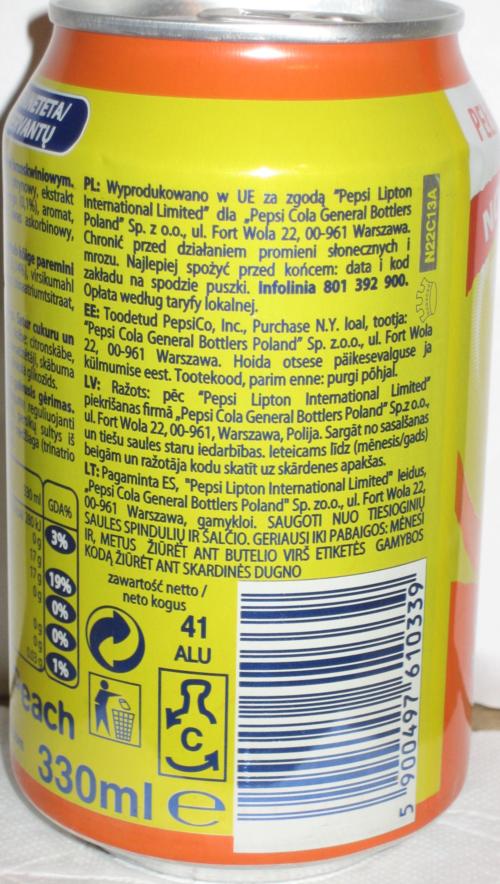 VANTŲ
PL: Wyprodukowano w UE za zgodą "Pepsi Lipton
International Limited" dla „Pepsi Cola General Bottlers
Poland" Sp. z o.o., ul. Fort Wola 22, 00-961 Warszawa.
Chronić przed działaniem promieni słonecznych i
mrozu. Najlepiej spożyć przed końcem: data i kod
zakładu na spodzie puszki. Infolinia 801 392 900.
Opłata według taryfy lokalnej.
EE: Toodetud PepsiCo, Inc., Purchase N.Y. loal, tootja:
"Pepsi Cola General Bottlers Poland" Sp. z.o.o., ul. Fort Wola
22, 00-961 Warszawa. Hoida otsese päikesevalguse ja
külmumise eest. Tootekood, parim enne: purgi põhjal.
LV: Ražots: pēc "Pepsi Lipton International Limited"
piekrišanas firmā „Pepsi Cola General Bottlers Poland" Sp.z o.o.,
ul. Fort Wola 22, 00-961, Warszawa, Polija. Sargāt no sasalšanas
un tiešu saules staru iedarbības. Ieteicams līdz (mēnesis/gads)
beigām un ražotāja kodu skatīt uz skārdenes apakšas.
LT: Pagaminta ES, "Pepsi Lipton International Limited" leidus,
„Pepsi Cola General Bottlers Poland" Sp. zo.o., ul. Fort Wola 22,
00-961 Warszawa, gamykloi. SAUGOTI NUO TIESIOGINIŲ
SAULĖS SPINDULIŲ IR ŠALČIO. GERIAUSI IKI PABAIGOS: MĖNESĮ
IR, METUS ŽIŪRĖT ANT BUTELIO VIRŠ ETIKETĖS GAMYBOS
KODĄ ŽIŪRĖT ANT SKARDINĖS DUGNO
N22C13A
zawartość netto /
neto kogus
41
ALU
C
GDA%
3%
19%
0%
0%
1%
each
330ml e
5 900497 610339